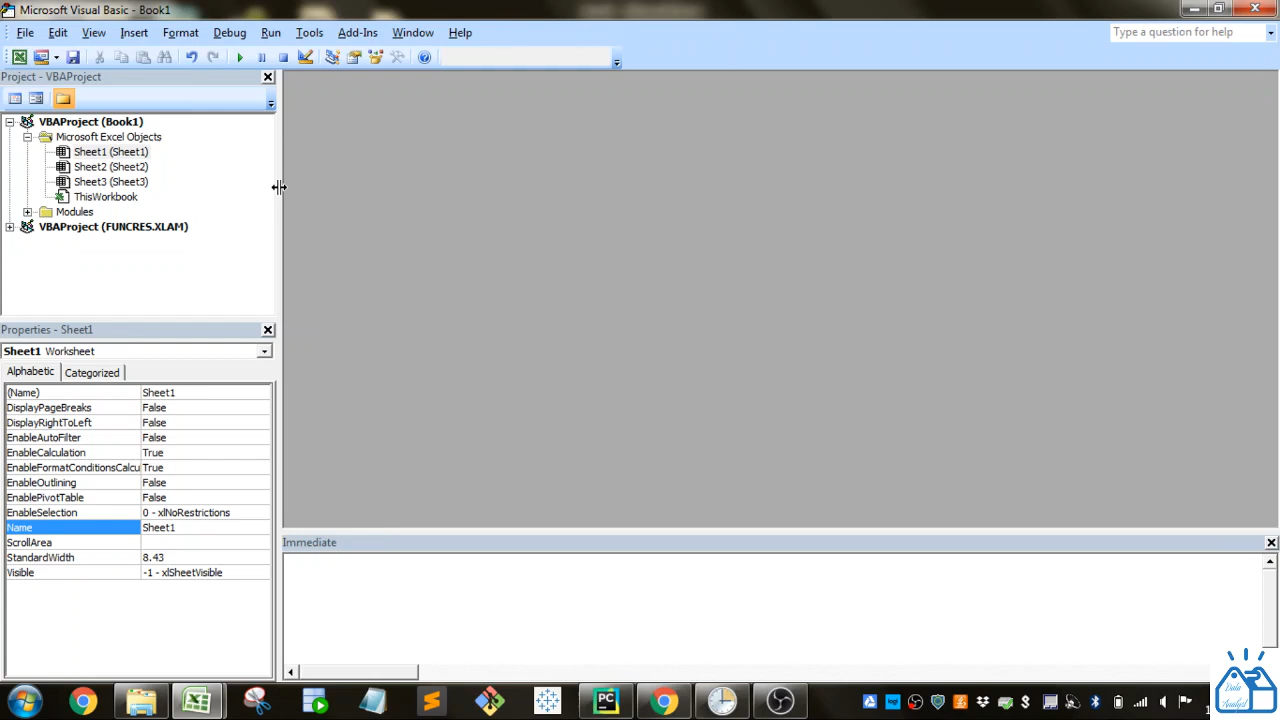 Microsoft Visual Basic - Book1
File Edit View Insert Format Debug Run Tools Add-Ins Window Help
Type a question for help
Project - VBAProject
VBAProject (Book1)
Microsoft Excel Objects
Sheet1 (Sheet1)
Sheet2 (Sheet2)
Sheet3 (Sheet3)
ThisWorkbook
Modules
VBAProject (FUNCRES.XLAM)
Properties - Sheet1
Sheet1 Worksheet
Alphabetic Categorized
(Name) Sheet1
DisplayPageBreaks False
DisplayRightToLeft False
EnableAutoFilter False
EnableCalculation True
EnableFormatConditionsCalcu True
EnableOutlining False
EnablePivotTable False
EnableSelection 0 - xlNoRestrictions
Name Sheet1
ScrollArea
StandardWidth 8.43
Visible -1 - xlSheetVisible
Immediate
PC
Data
Analyst